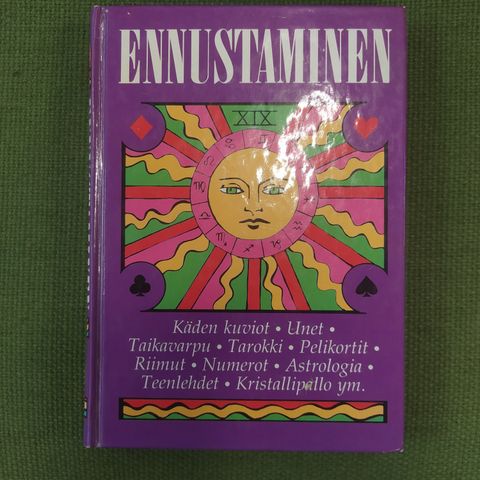 ENNUSTAMINEN
XIX
Käden kuviot • Unet •
Taikavarpu • Tarokki • Pelikortit •
Riimut • Numerot • Astrologia •
Teenlehdet • Kristallipallo ym.